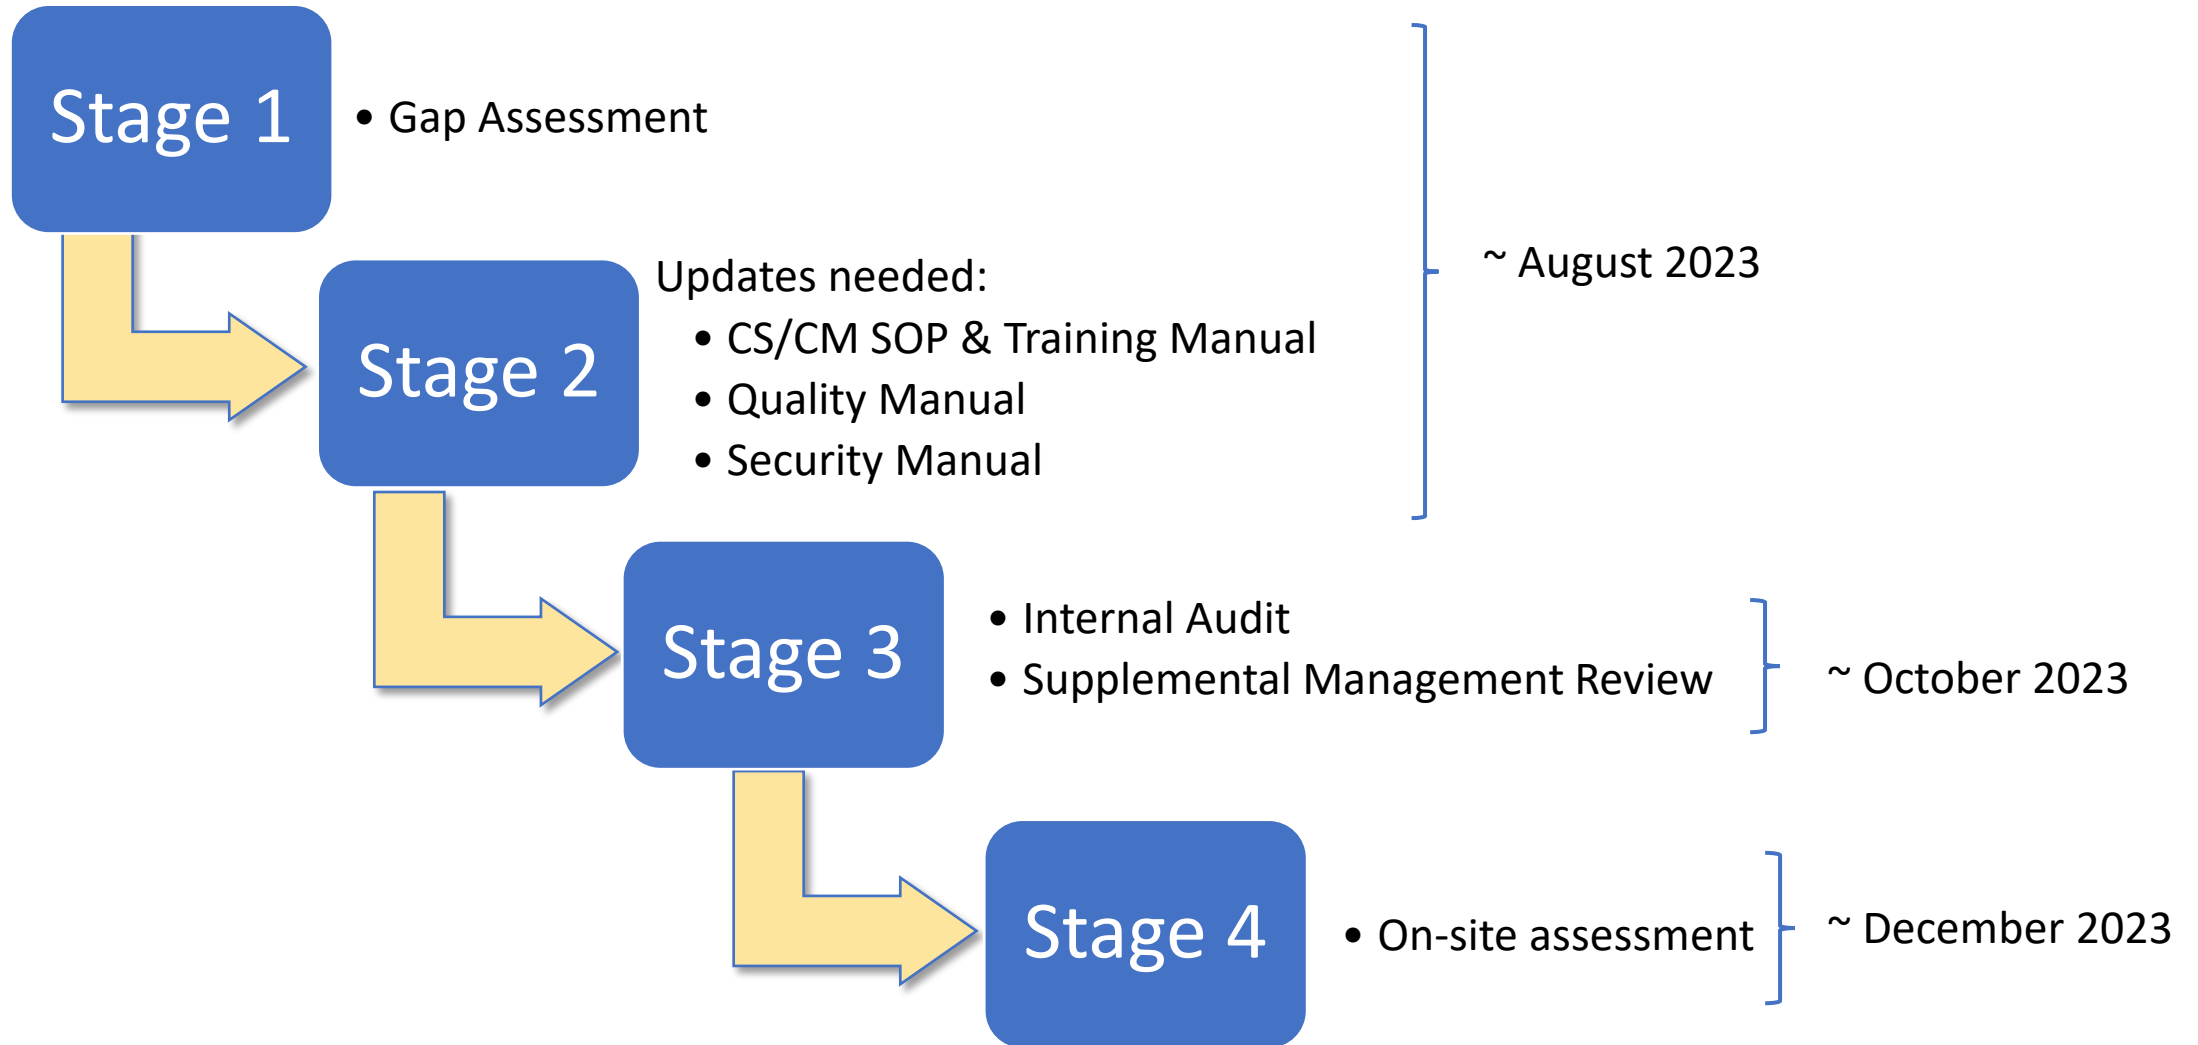 Stage 1
• Gap Assessment
~ August 2023
Stage 2
Updates needed:
• CS/CM SOP & Training Manual
• Quality Manual
• Security Manual
Stage 3
• Internal Audit
• Supplemental Management Review
~ October 2023
Stage 4
• On-site assessment
~ December 2023